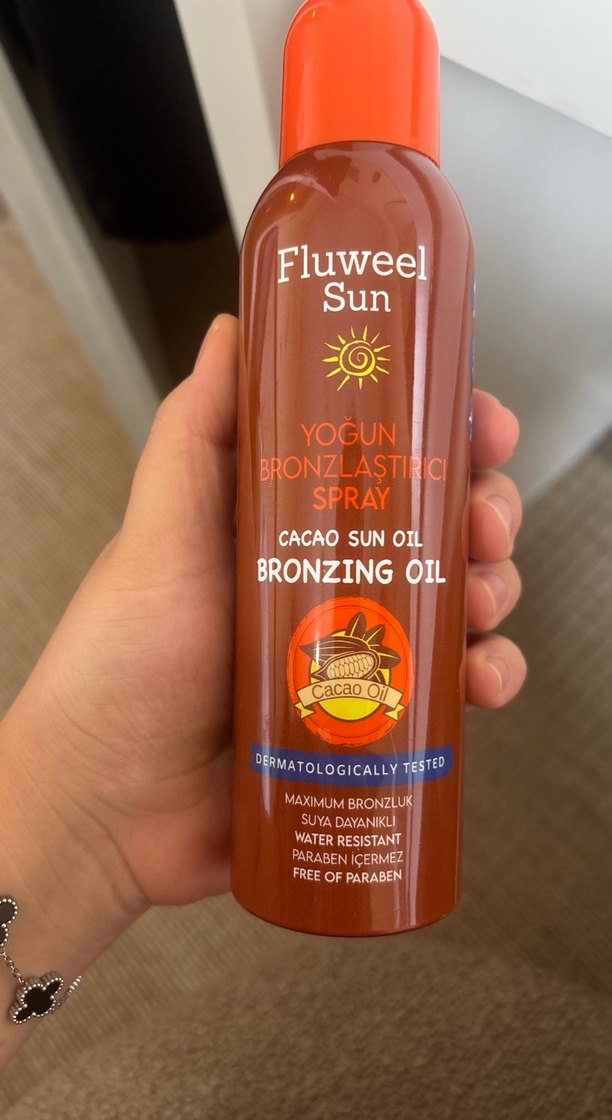 Fluweel
Sun
YOĞUN
BRONZLAŞTIRICI
SPRAY
CACAO SUN OIL
BRONZING OIL
Cacao Oil
DERMATOLOGICALLY TESTED
MAXIMUM BRONZLUK
SUYA DAYANIKLI
WATER RESISTANT
PARABEN İÇERMEZ
FREE OF PARABEN